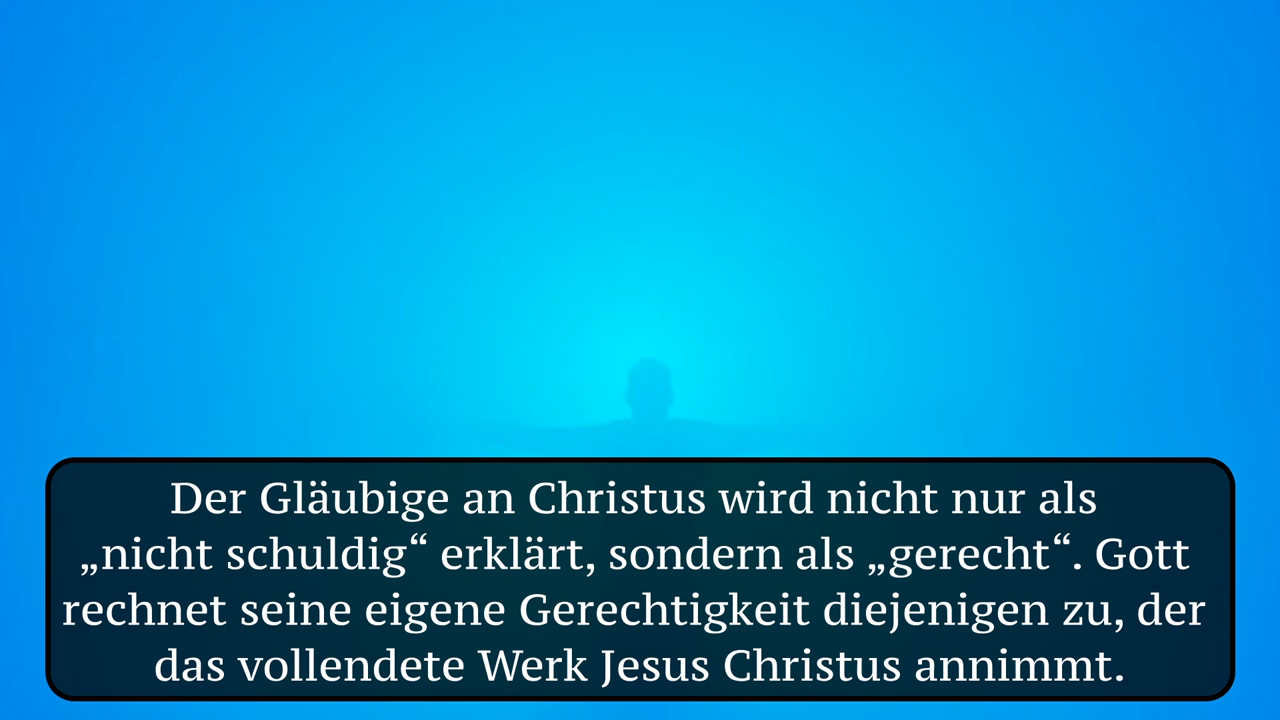 Der Gläubige an Christus wird nicht nur als
„nicht schuldig“ erklärt, sondern als „gerecht“. Gott
rechnet seine eigene Gerechtigkeit diejenigen zu, der
das vollendete Werk Jesus Christus annimmt.